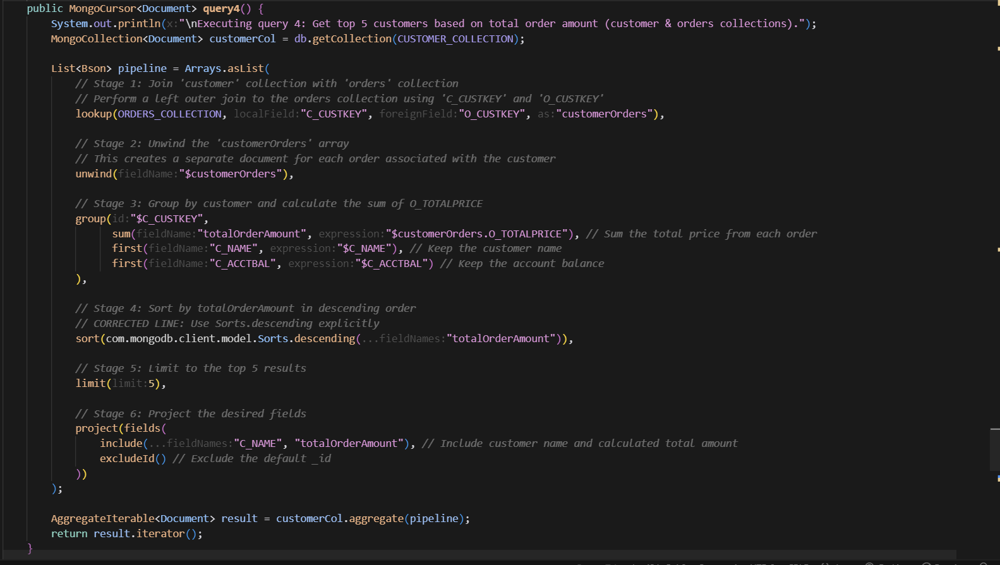 public MongoCursor<Document> query4() {
System.out.println(x:"\nExecuting query 4: Get top 5 customers based on total order amount (customer & orders collections).");
MongoCollection<Document> customerCol = db.getCollection(CUSTOMER_COLLECTION);
List<Bson> pipeline = Arrays.asList(
// Stage 1: Join 'customer' collection with 'orders' collection
// Perform a left outer join to the orders collection using 'C_CUSTKEY' and 'O_CUSTKEY'
lookup(ORDERS_COLLECTION, localField:"C_CUSTKEY", foreignField:"O_CUSTKEY", as:"customerOrders"),
// Stage 2: Unwind the 'customerOrders' array
// This creates a separate document for each order associated with the customer
unwind(fieldName:"$customerOrders"),
// Stage 3: Group by customer and calculate the sum of O_TOTALPRICE
group(id:"$C_CUSTKEY",
sum(fieldName:"totalOrderAmount", expression:"$customerOrders.O_TOTALPRICE"), // Sum the total price from each order
first(fieldName:"C_NAME", expression:"$C_NAME"), // Keep the customer name
first(fieldName:"C_ACCTBAL", expression:"$C_ACCTBAL") // Keep the account balance
),
// Stage 4: Sort by totalOrderAmount in descending order
// CORRECTED LINE: Use Sorts.descending explicitly
sort(com.mongodb.client.model.Sorts.descending(...fieldNames:"totalOrderAmount")),
// Stage 5: Limit to the top 5 results
limit(limit:5),
// Stage 6: Project the desired fields
project(fields(
include(...fieldNames:"C_NAME", "totalOrderAmount"), // Include customer name and calculated total amount
excludeId() // Exclude the default _id
))
);
AggregateIterable<Document> result = customerCol.aggregate(pipeline);
return result.iterator();
}